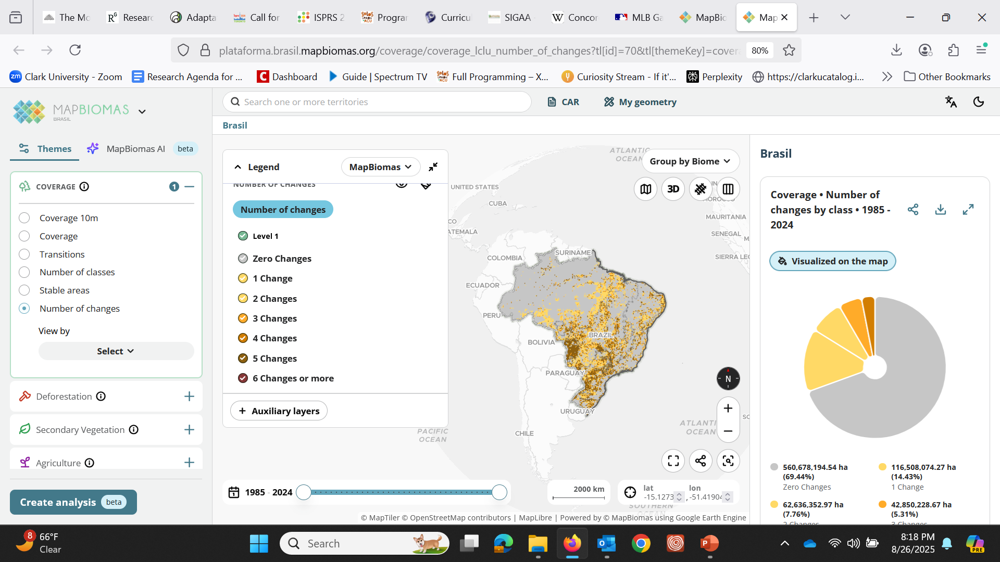 The Mo
RG Researc
Adapta
Call for
ISPRS 2
Progran
Curricul
SIGAA
W Concor
MLB Ga
MapBio
Map
plataforma.brasil.mapbiomas.org/coverage/coverage_lclu_number_of_changes?tl[id]=70&tl[themeKey]=cover
80%
zm Clark University - Zoom
Research Agenda for ...
C Dashboard
Guide | Spectrum TV
Full Programming – X...
Curiosity Stream - If it'...
Perplexity
https://clarkucatalog.i...
Other Bookmarks
MAPBIOMAS
BRASIL
Search one or more territories
CAR
My geometry
Brasil
Themes
MapBiomas AI beta
COVERAGE
1
Coverage 10m
Coverage
Transitions
Number of classes
Stable areas
Number of changes
View by
Select
Deforestation
Secondary Vegetation
Agriculture
Create analysis beta
Legend
MapBiomas
NUMBER OF CHANGES
Number of changes
Level 1
Zero Changes
1 Change
2 Changes
3 Changes
4 Changes
5 Changes
6 Changes or more
+ Auxiliary layers
ATLANTIC
OCEAN
Group by Biome
3D
UNITED STATES
CUBA
MOROCCO
MAURITANIA
CO
ATEMALA
SENEGAL
M
SIERRA LEO
SURINAME
COLOMBIA
ECUADOR
PERU
BRAZIL
BOLIVIA
PARAGUAY
URUGUAY
CHILE
N
ATLANTI
OCEAN
SC
PACIFIC
OCEAN
SOUTHERN
OCEAN
1985 - 2024
2000 km
lat
-15.1273
lon
, -51.41904
© MapTiler © OpenStreetMap contributors | MapLibre | Powered by © MapBiomas using Google Earth Engine
Brasil
Coverage • Number of
changes by class • 1985 -
2024
Visualized on the map
560,678,194.54 ha
(69.44%)
Zero Changes
116,508,074.27 ha
(14.43%)
1 Change
62,636,352.97 ha
(7.76%)
2 Changes
42,850,228.67 ha
(5.31%)
3 Changes
8
66°F
Clear
Search
PRE
8:18 PM
8/26/2025